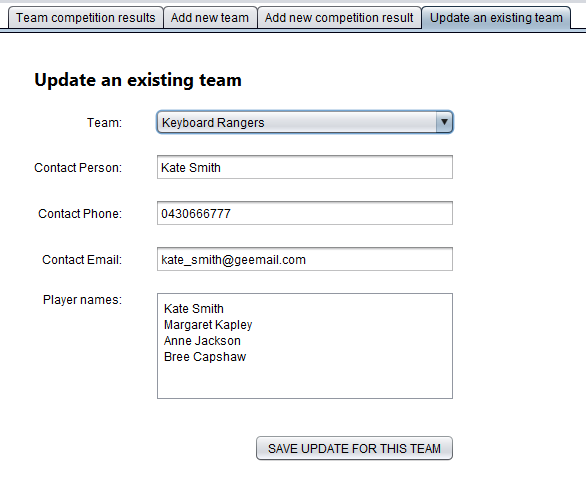 Team competition results Add new team Add new competition result Update an existing team
Update an existing team
Team: Keyboard Rangers
Contact Person: Kate Smith
Contact Phone: 0430666777
Contact Email: kate_smith@geemail.com
Player names: Kate Smith
Margaret Kapley
Anne Jackson
Bree Capshaw
SAVE UPDATE FOR THIS TEAM